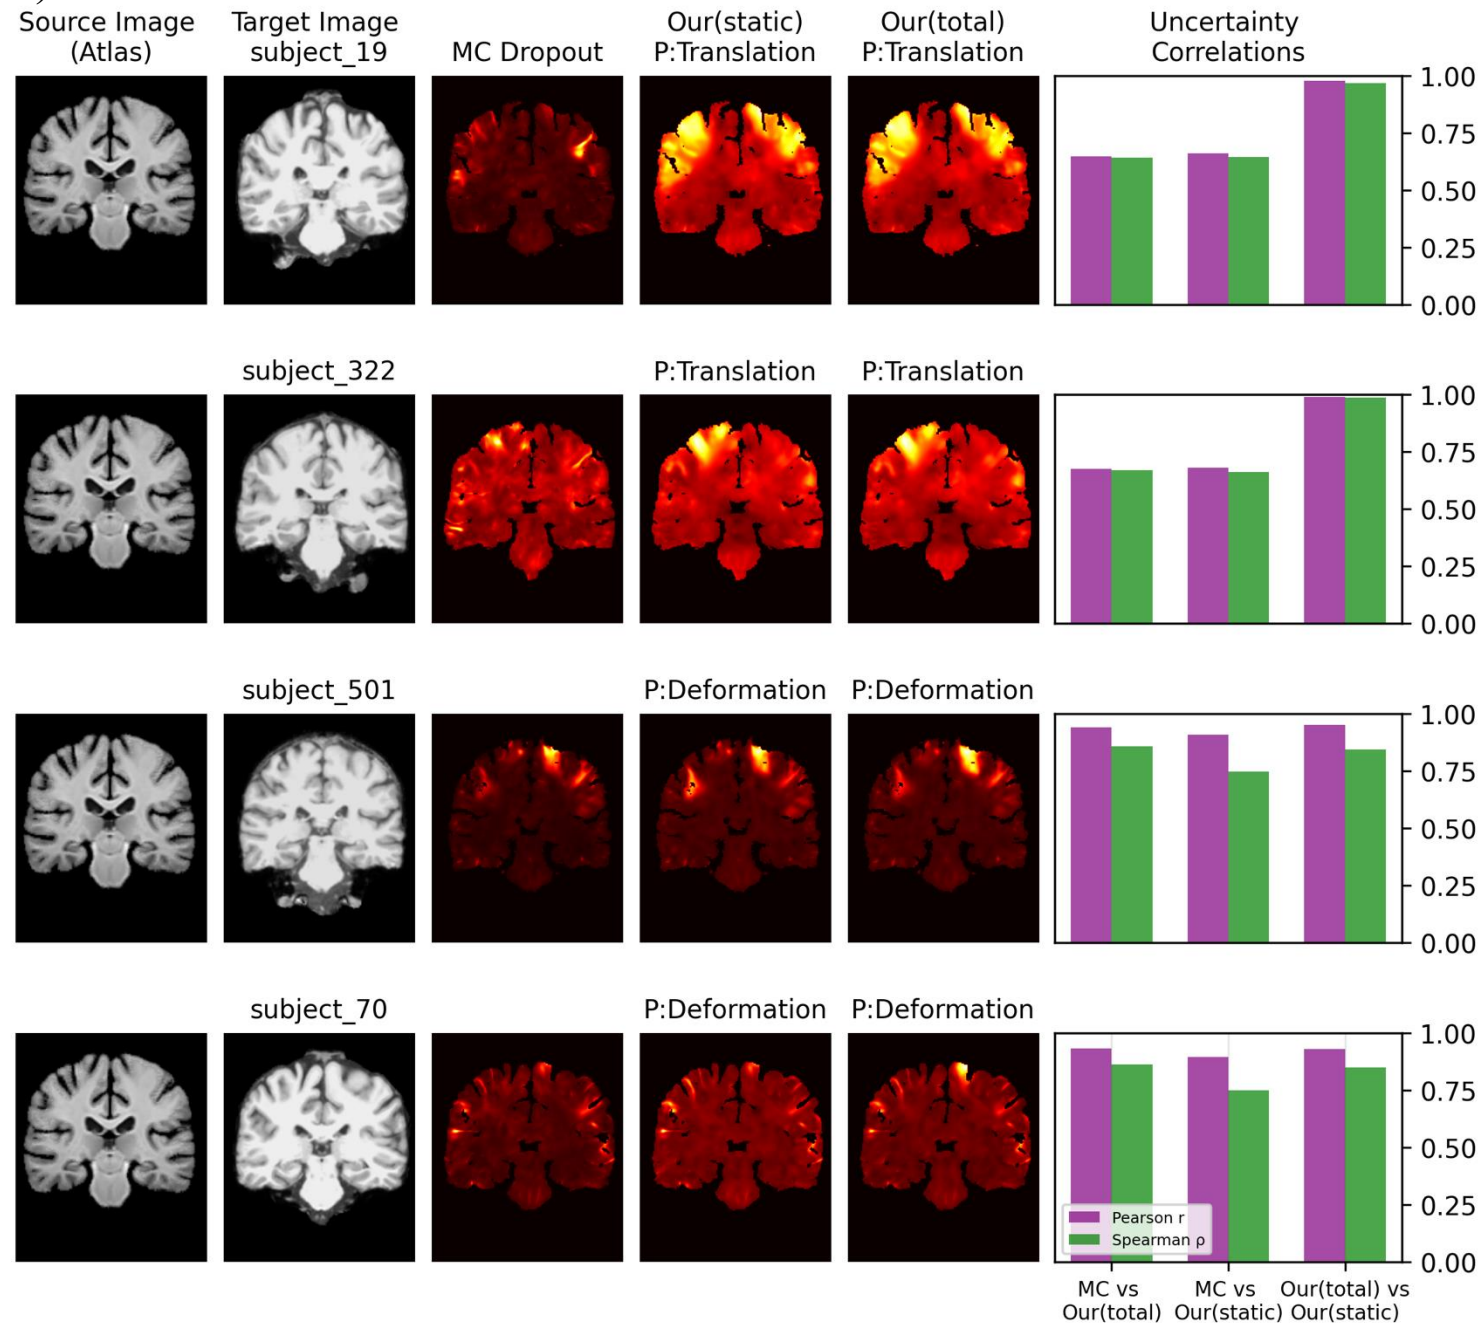 Source Image
(Atlas)
Target Image
subject_19
MC Dropout
Our(static)
P:Translation
Our(total)
P:Translation
Uncertainty
Correlations
1.00
0.75
0.50
0.25
0.00
subject_322
P:Translation
P:Translation
1.00
0.75
0.50
0.25
0.00
subject_501
P:Deformation
P:Deformation
1.00
0.75
0.50
0.25
0.00
subject_70
P:Deformation
P:Deformation
1.00
0.75
0.50
0.25
0.00
Pearson r
Spearman ρ
MC vs
Our(total)
MC vs
Our(static)
Our(total) vs
Our(static)